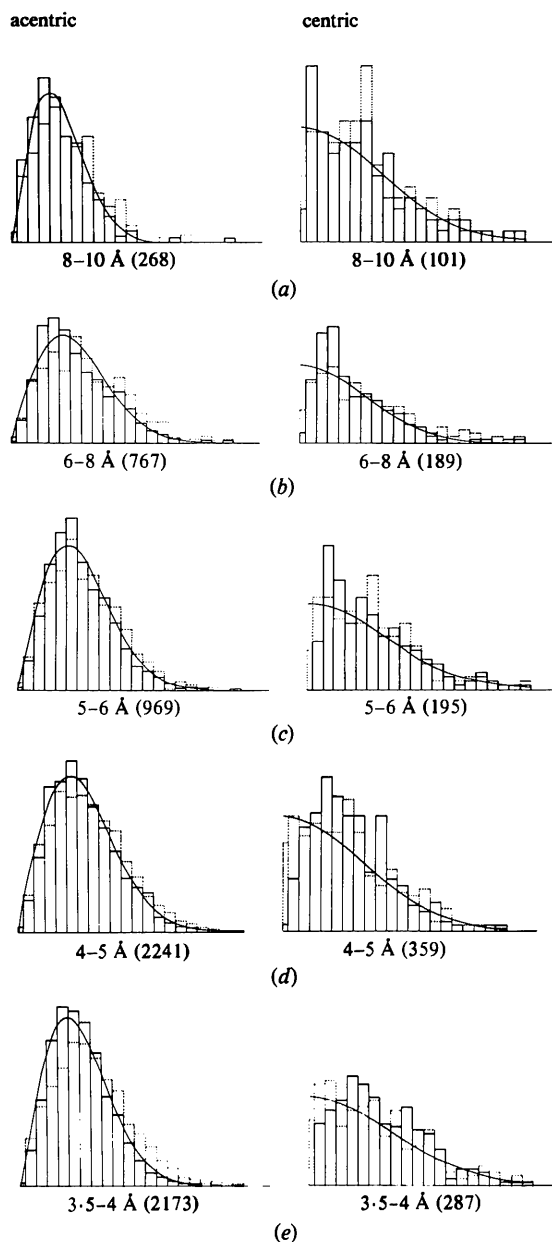 acentric centric
8–10 Å (268) 8–10 Å (101)
(a)
6–8 Å (767) 6–8 Å (189)
(b)
5–6 Å (969) 5–6 Å (195)
(c)
4–5 Å (2241) 4–5 Å (359)
(d)
3·5–4 Å (2173) 3·5–4 Å (287)
(e)